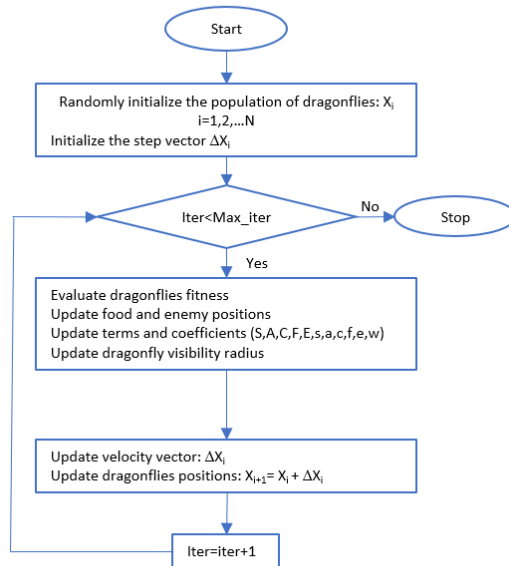 Start
Randomly initialize the population of dragonflies: Xᵢ
i=1,2,…N
Initialize the step vector ΔXᵢ
Iter<Max_iter
No
Stop
Yes
Evaluate dragonflies fitness
Update food and enemy positions
Update terms and coefficients (S,A,C,F,E,s,a,c,f,e,w)
Update dragonfly visibility radius
Update velocity vector: ΔXᵢ
Update dragonflies positions: Xᵢ₊₁= Xᵢ + ΔXᵢ
Iter=iter+1